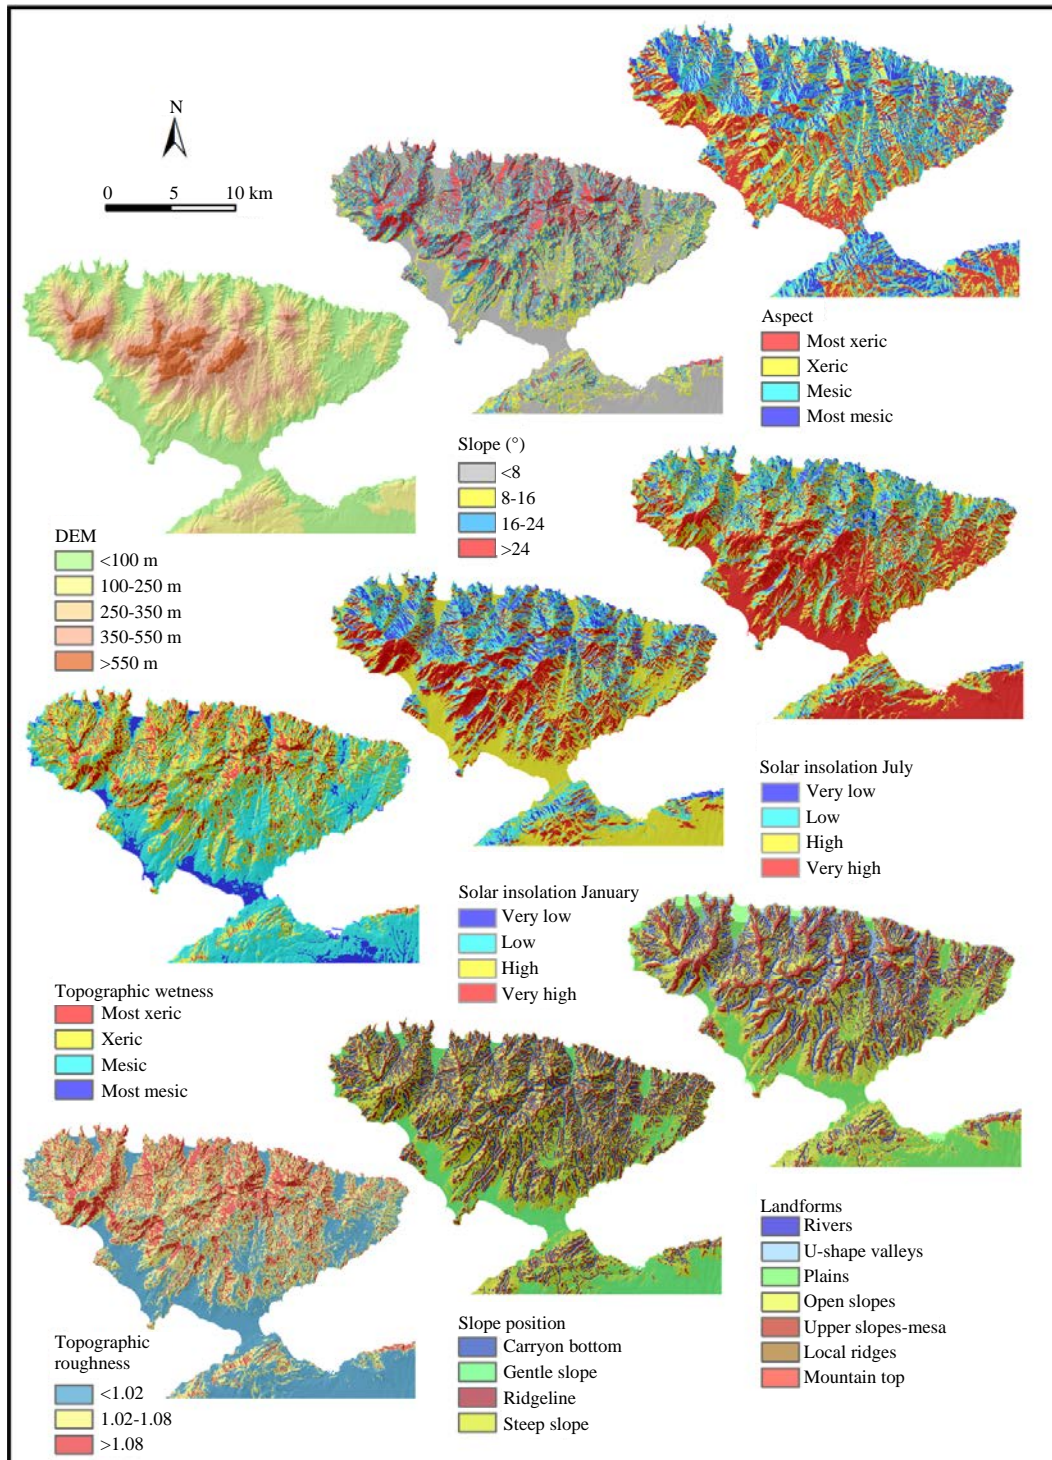 N
0 5 10 km
Aspect
Most xeric
Xeric
Mesic
Most mesic
Slope (°)
<8
8-16
16-24
>24
DEM
<100 m
100-250 m
250-350 m
350-550 m
>550 m
Solar insolation July
Very low
Low
High
Very high
Solar insolation January
Very low
Low
High
Very high
Topographic wetness
Most xeric
Xeric
Mesic
Most mesic
Landforms
Rivers
U-shape valleys
Plains
Open slopes
Upper slopes-mesa
Local ridges
Mountain top
Slope position
Carryon bottom
Gentle slope
Ridgeline
Steep slope
Topographic
roughness
<1.02
1.02-1.08
>1.08